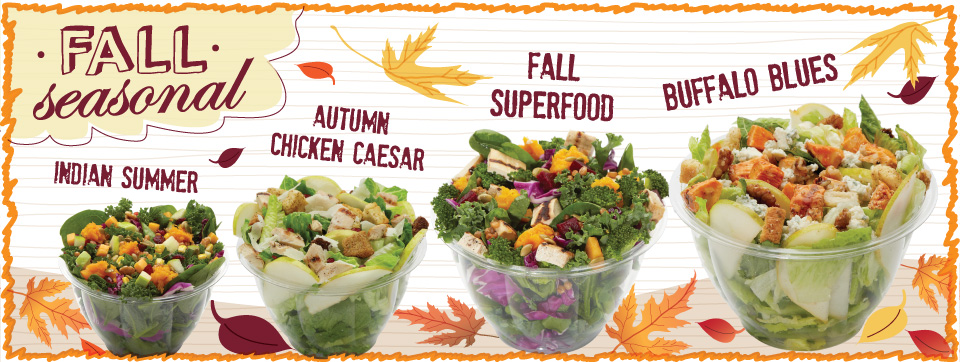 · FALL ·
seasonal
INDIAN SUMMER
AUTUMN
CHICKEN CAESAR
FALL
SUPERFOOD
BUFFALO BLUES